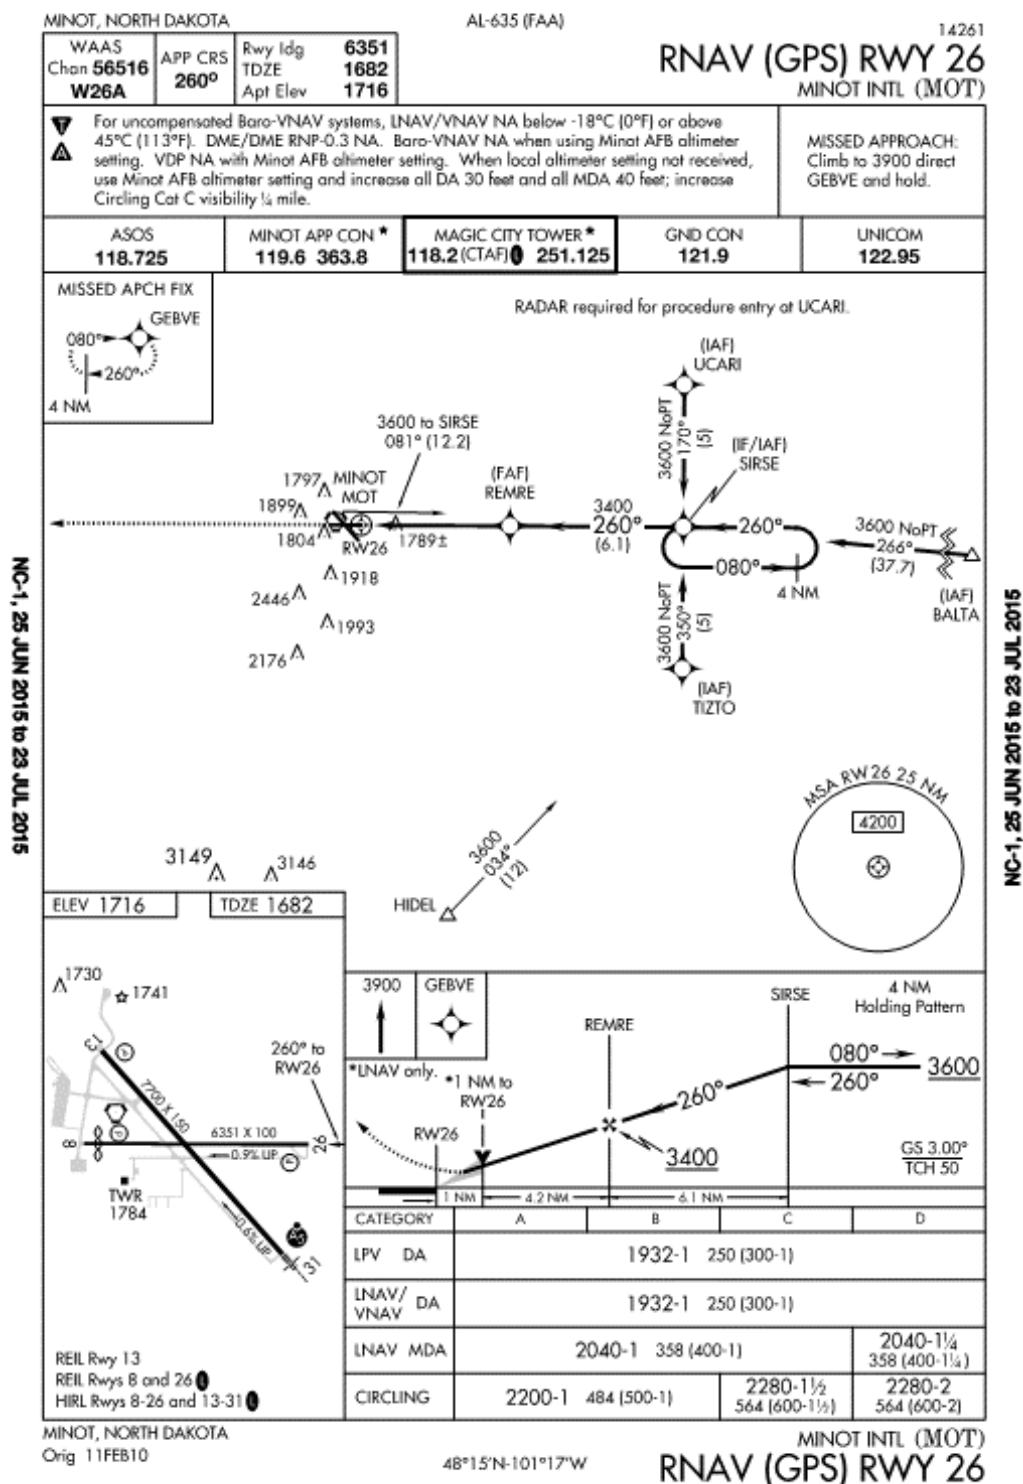 MINOT, NORTH DAKOTA
AL-635 (FAA)
14261
WAAS
Chan 56516
W26A
APP CRS
260°
Rwy ldg 6351
TDZE 1682
Apt Elev 1716
RNAV (GPS) RWY 26
MINOT INTL (MOT)
T
A
For uncompensated Baro-VNAV systems, LNAV/VNAV NA below -18°C (0°F) or above
45°C (113°F). DME/DME RNP-0.3 NA. Baro-VNAV NA when using Minot AFB altimeter
setting. VDP NA with Minot AFB altimeter setting. When local altimeter setting not received,
use Minot AFB altimeter setting and increase all DA 30 feet and all MDA 40 feet; increase
Circling Cat C visibility ¼ mile.
MISSED APPROACH:
Climb to 3900 direct
GEBVE and hold.
ASOS
118.725
MINOT APP CON ★
119.6 363.8
MAGIC CITY TOWER ★
118.2 (CTAF) L 251.125
GND CON
121.9
UNICOM
122.95
MISSED APCH FIX
GEBVE
080°
260°
4 NM
RADAR required for procedure entry at UCARI.
(IAF)
UCARI
3600 NoPT
170°
(5)
3600 to SIRSE
081° (12.2)
(IF/IAF)
SIRSE
(FAF)
REMRE
1797
MINOT
MOT
1899
1804
RW26
1789±
3400
260°
(6.1)
260°
080°
4 NM
3600 NoPT
266°
(37.7)
(IAF)
BALTA
1918
2446
1993
2176
3600 NoPT
350°
(5)
(IAF)
TIZTO
MSA RW26 25 NM
4200
3600
034°
(12)
HIDEL
3149
3146
ELEV 1716
TDZE 1682
1730
1741
13
7700 X 150
260° to
RW26
8
6351 X 100
26
0.9% UP
P
P
P
TWR
1784
0.6% UP
A5
31
REIL Rwy 13
REIL Rwys 8 and 26 L
HIRL Rwys 8-26 and 13-31 L
3900
GEBVE
*LNAV only.
*1 NM to
RW26
RW26
REMRE
SIRSE
4 NM
Holding Pattern
080°
260°
3600
260°
3400
GS 3.00°
TCH 50
1 NM
4.2 NM
6.1 NM
CATEGORY A B C D
LPV DA 1932-1 250 (300-1)
LNAV/
VNAV DA 1932-1 250 (300-1)
LNAV MDA 2040-1 358 (400-1)
2040-1¼
358 (400-1¼)
CIRCLING 2200-1 484 (500-1)
2280-1½
564 (600-1½)
2280-2
564 (600-2)
MINOT, NORTH DAKOTA
Orig 11FEB10
48°15'N-101°17'W
MINOT INTL (MOT)
RNAV (GPS) RWY 26
NC-1, 25 JUN 2015 to 23 JUL 2015
NC-1, 25 JUN 2015 to 23 JUL 2015